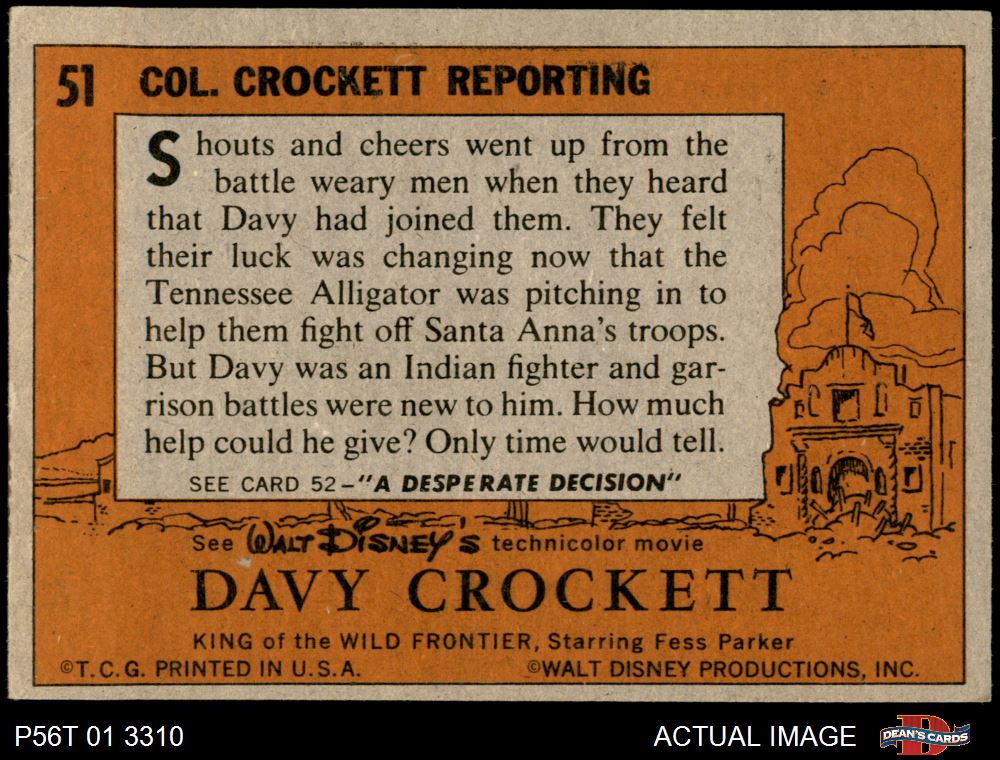 51 COL. CROCKETT REPORTING
Shouts and cheers went up from the
battle weary men when they heard
that Davy had joined them. They felt
their luck was changing now that the
Tennessee Alligator was pitching in to
help them fight off Santa Anna's troops.
But Davy was an Indian fighter and gar-
rison battles were new to him. How much
help could he give? Only time would tell.
SEE CARD 52-"A DESPERATE DECISION"
See WALT DISNEY'S technicolor movie
DAVY CROCKETT
KING of the WILD FRONTIER, Starring Fess Parker
©T.C.G. PRINTED IN U.S.A. ©WALT DISNEY PRODUCTIONS, INC.
P56T 01 3310 ACTUAL IMAGE D DEAN'S CARDS